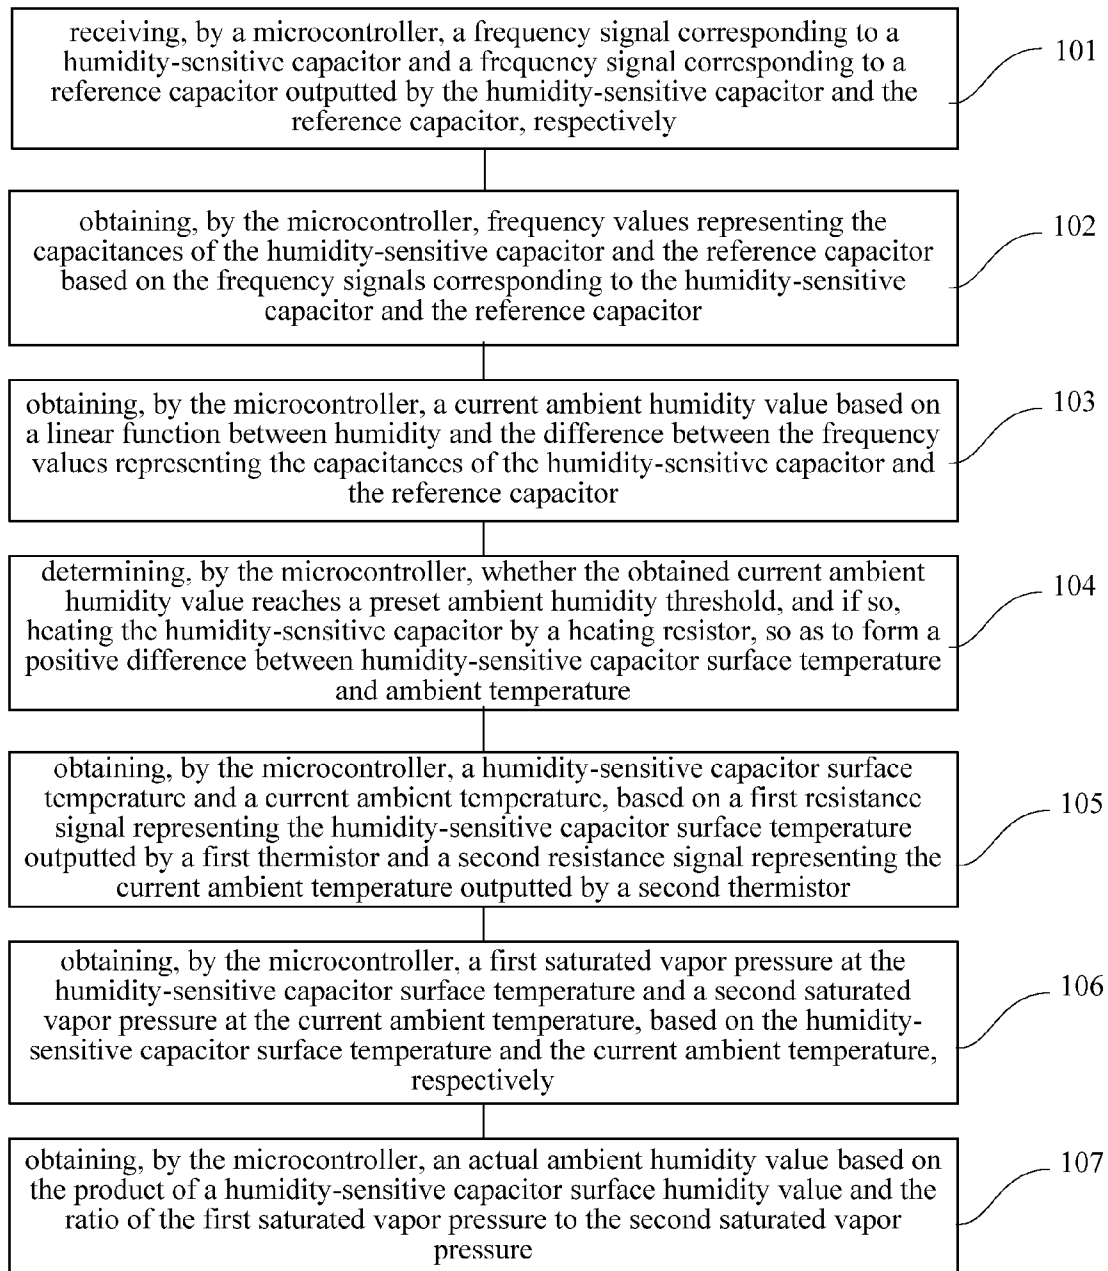 receiving, by a microcontroller, a frequency signal corresponding to a
humidity-sensitive capacitor and a frequency signal corresponding to a
reference capacitor outputted by the humidity-sensitive capacitor and the
reference capacitor, respectively
101
obtaining, by the microcontroller, frequency values representing the
capacitances of the humidity-sensitive capacitor and the reference capacitor
based on the frequency signals corresponding to the humidity-sensitive
capacitor and the reference capacitor
102
obtaining, by the microcontroller, a current ambient humidity value based on
a linear function between humidity and the difference between the frequency
values representing the capacitances of the humidity-sensitive capacitor and
the reference capacitor
103
determining, by the microcontroller, whether the obtained current ambient
humidity value reaches a preset ambient humidity threshold, and if so,
heating the humidity-sensitive capacitor by a heating resistor, so as to form a
positive difference between humidity-sensitive capacitor surface temperature
and ambient temperature
104
obtaining, by the microcontroller, a humidity-sensitive capacitor surface
temperature and a current ambient temperature, based on a first resistance
signal representing the humidity-sensitive capacitor surface temperature
outputted by a first thermistor and a second resistance signal representing the
current ambient temperature outputted by a second thermistor
105
obtaining, by the microcontroller, a first saturated vapor pressure at the
humidity-sensitive capacitor surface temperature and a second saturated
vapor pressure at the current ambient temperature, based on the humidity-
sensitive capacitor surface temperature and the current ambient temperature,
respectively
106
obtaining, by the microcontroller, an actual ambient humidity value based on
the product of a humidity-sensitive capacitor surface humidity value and the
ratio of the first saturated vapor pressure to the second saturated vapor
pressure
107